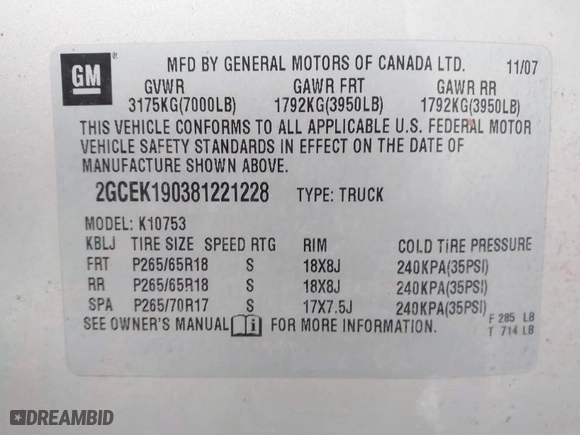 GM
MFD BY GENERAL MOTORS OF CANADA LTD. 11/07
GVWR GAWR FRT GAWR RR
3175KG(7000LB) 1792KG(3950LB) 1792KG(3950LB)
THIS VEHICLE CONFORMS TO ALL APPLICABLE U.S. FEDERAL MOTOR
VEHICLE SAFETY STANDARDS IN EFFECT ON THE DATE OF
MANUFACTURE SHOWN ABOVE.
2GCEK190381221228 TYPE: TRUCK
MODEL: K10753
KBLJ TIRE SIZE SPEED RTG RIM COLD TIRE PRESSURE
FRT P265/65R18 S 18X8J 240KPA(35PSI)
RR P265/65R18 S 18X8J 240KPA(35PSI)
SPA P265/70R17 S 17X7.5J 240KPA(35PSI)
F 285 LB
SEE OWNER'S MANUAL i FOR MORE INFORMATION. T 714 LB
DREAMBID